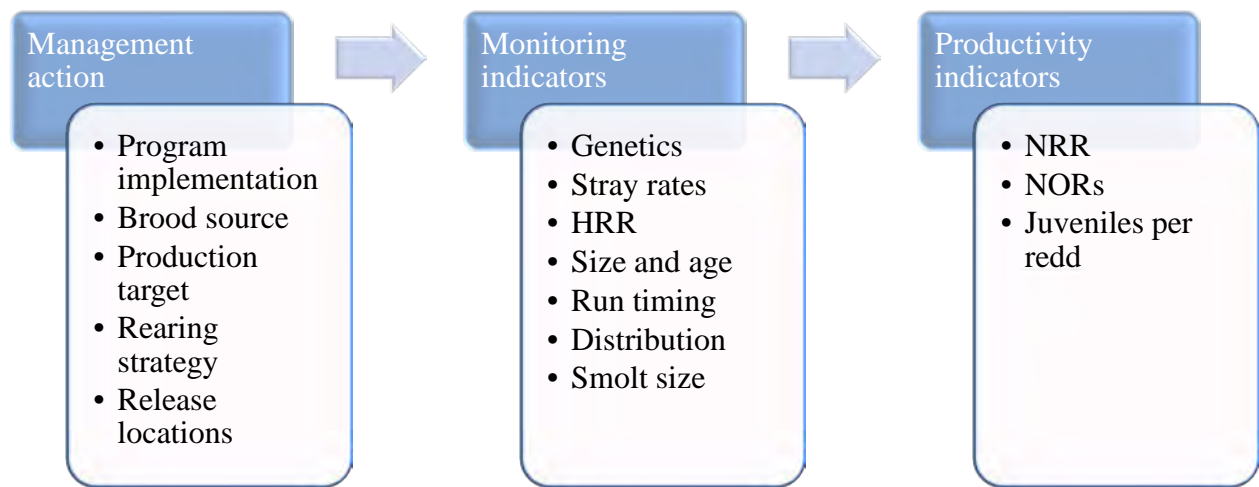 Management
action
• Program
implementation
• Brood source
• Production
target
• Rearing
strategy
• Release
locations
Monitoring
indicators
• Genetics
• Stray rates
• HRR
• Size and age
• Run timing
• Distribution
• Smolt size
Productivity
indicators
• NRR
• NORs
• Juveniles per
redd